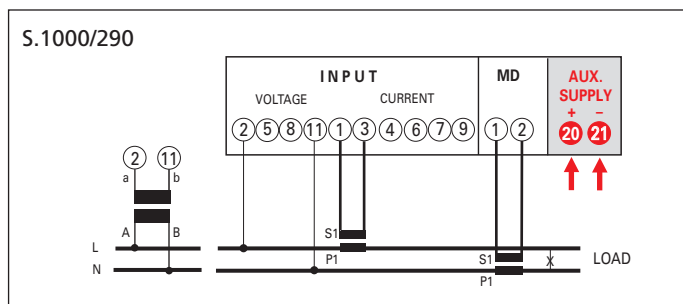 S.1000/290
INPUT
MD
AUX.
SUPPLY
VOLTAGE
CURRENT
+ –
2 5 8 11 1 3 4 6 7 9
1 2
20 21
2 11
a b
A B
S1
P1
S1
P1
L
N
X
LOAD